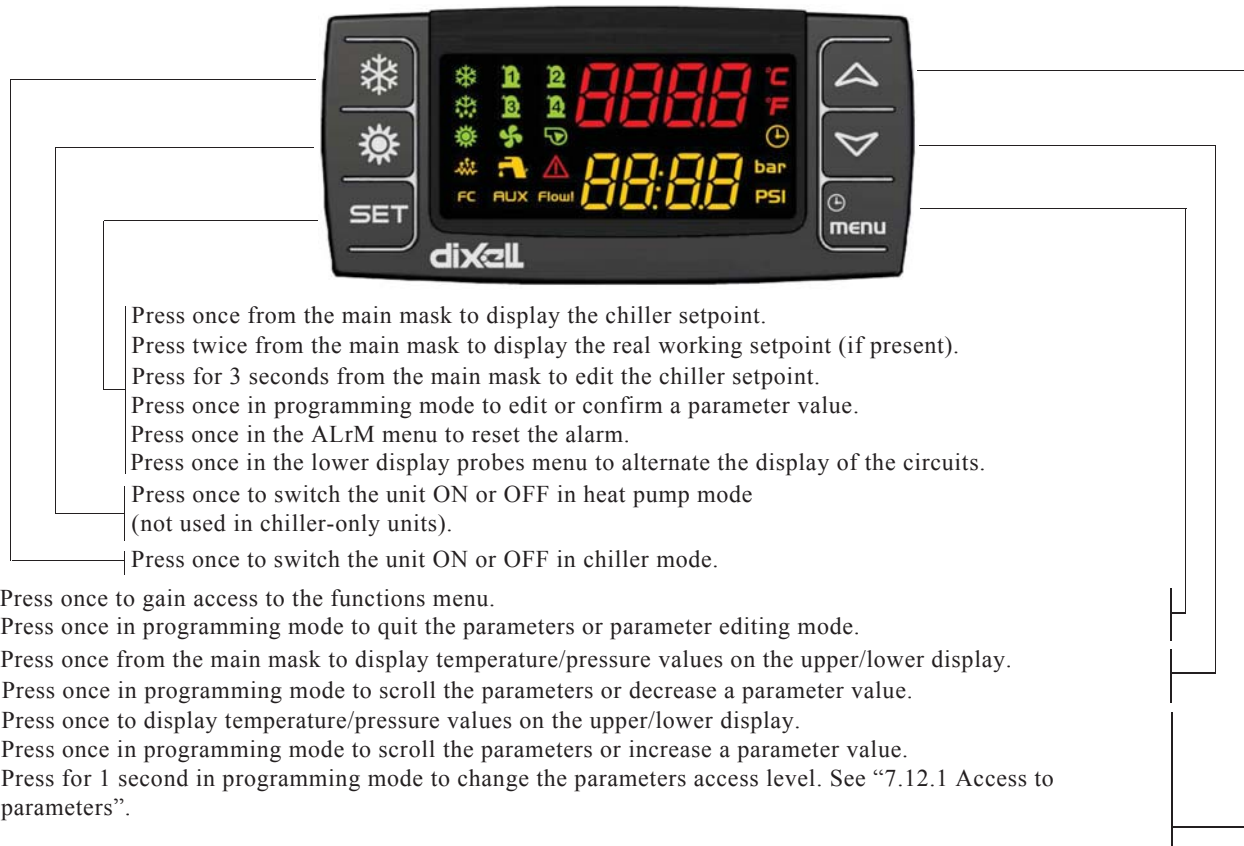 88.8.8 °C
°F
88:8.8 bar
FC AUX Flow! PSI
1 2
3 4
SET
menu
dixell
Press once from the main mask to display the chiller setpoint.
Press twice from the main mask to display the real working setpoint (if present).
Press for 3 seconds from the main mask to edit the chiller setpoint.
Press once in programming mode to edit or confirm a parameter value.
Press once in the ALrM menu to reset the alarm.
Press once in the lower display probes menu to alternate the display of the circuits.
Press once to switch the unit ON or OFF in heat pump mode
(not used in chiller-only units).
Press once to switch the unit ON or OFF in chiller mode.
Press once to gain access to the functions menu.
Press once in programming mode to quit the parameters or parameter editing mode.
Press once from the main mask to display temperature/pressure values on the upper/lower display.
Press once in programming mode to scroll the parameters or decrease a parameter value.
Press once to display temperature/pressure values on the upper/lower display.
Press once in programming mode to scroll the parameters or increase a parameter value.
Press for 1 second in programming mode to change the parameters access level. See “7.12.1 Access to
parameters”.